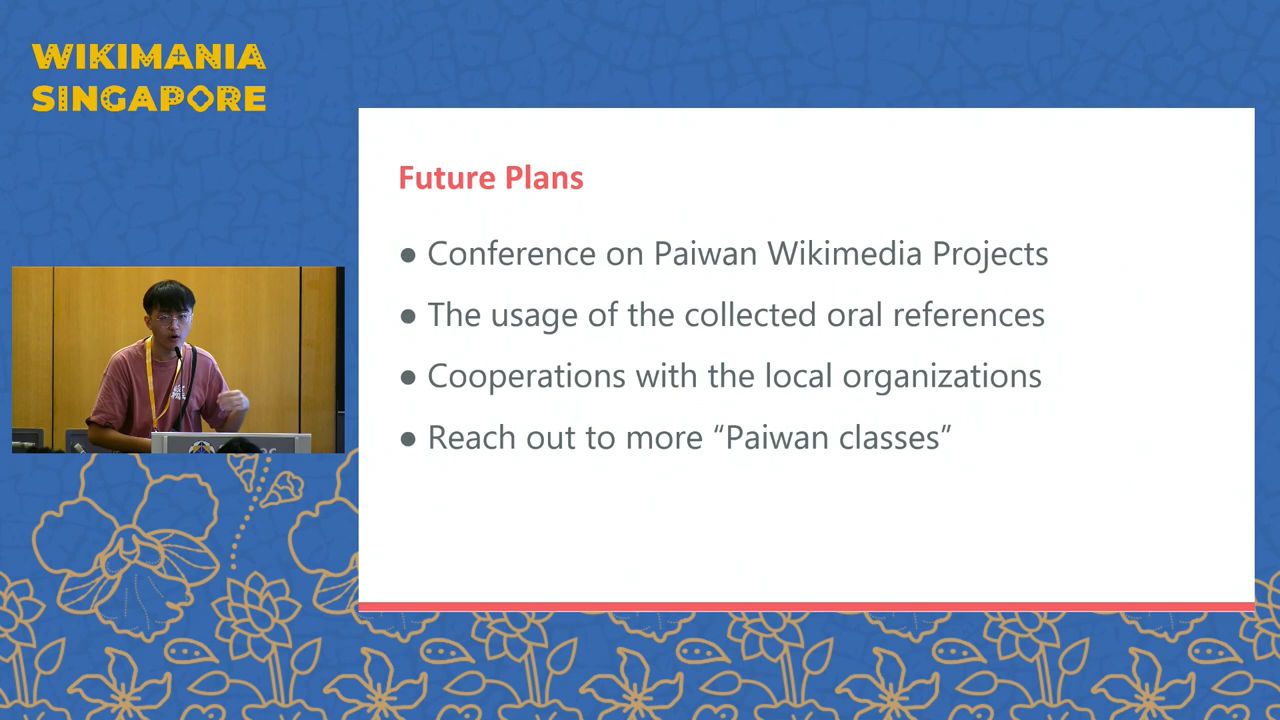 WIKIMANIA
SINGAPORE
Future Plans
● Conference on Paiwan Wikimedia Projects
● The usage of the collected oral references
● Cooperations with the local organizations
● Reach out to more “Paiwan classes”